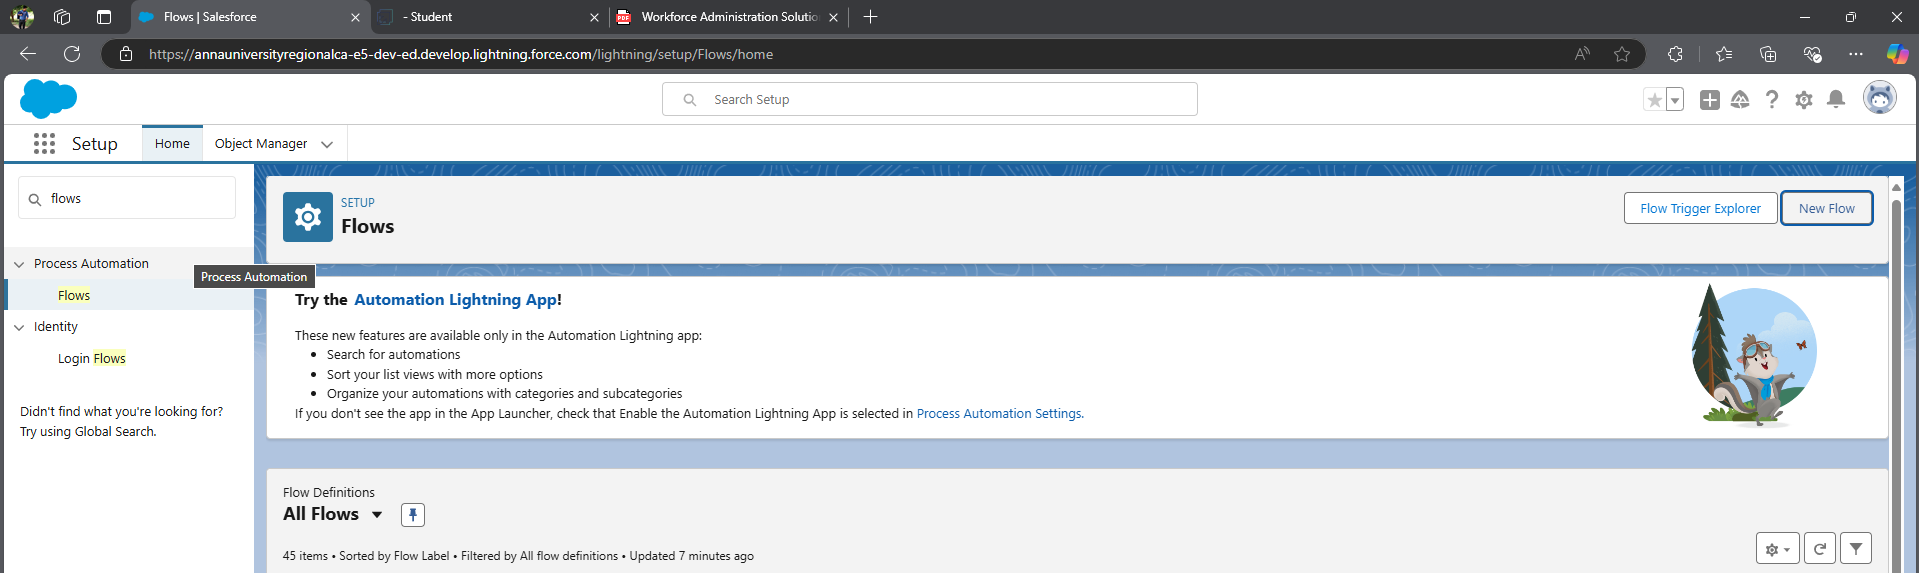 Flows | Salesforce
- Student
Workforce Administration Solutio
https://annauniversityregionalca-e5-dev-ed.develop.lightning.force.com/lightning/setup/Flows/home
Search Setup
Setup
Home
Object Manager
flows
Process Automation
Flows
Identity
Login Flows
Didn't find what you're looking for?
Try using Global Search.
Process Automation
SETUP
Flows
Flow Trigger Explorer
New Flow
Try the Automation Lightning App!
These new features are available only in the Automation Lightning app:
• Search for automations
• Sort your list views with more options
• Organize your automations with categories and subcategories
If you don't see the app in the App Launcher, check that Enable the Automation Lightning App is selected in Process Automation Settings.
Flow Definitions
All Flows
45 items • Sorted by Flow Label • Filtered by All flow definitions • Updated 7 minutes ago